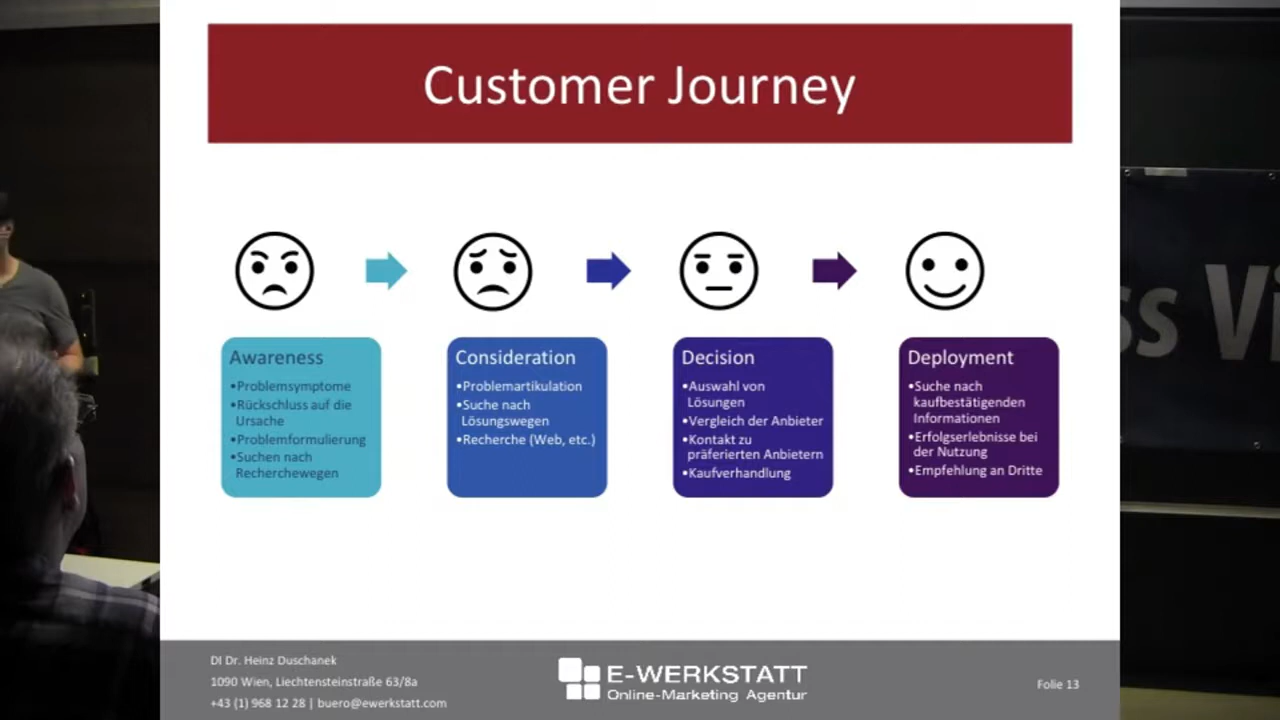 Customer Journey
Awareness
•Problemsymptome
•Rückschluss auf die
Ursache
•Problemformulierung
•Suchen nach
Recherchewegen
Consideration
•Problemartikulation
•Suche nach
Lösungswegen
•Recherche (Web, etc.)
Decision
•Auswahl von
Lösungen
•Vergleich der Anbieter
•Kontakt zu
präferierten Anbietern
•Kaufverhandlung
Deployment
•Suche nach
kaufbestätigenden
Informationen
•Erfolgserlebnisse bei
der Nutzung
•Empfehlung an Dritte
DI Dr. Heinz Duschanek
1090 Wien, Liechtensteinstraße 63/8a
+43 (1) 968 12 28 | buero@ewerkstatt.com
E-WERKSTATT
Online-Marketing Agentur
Folie 13